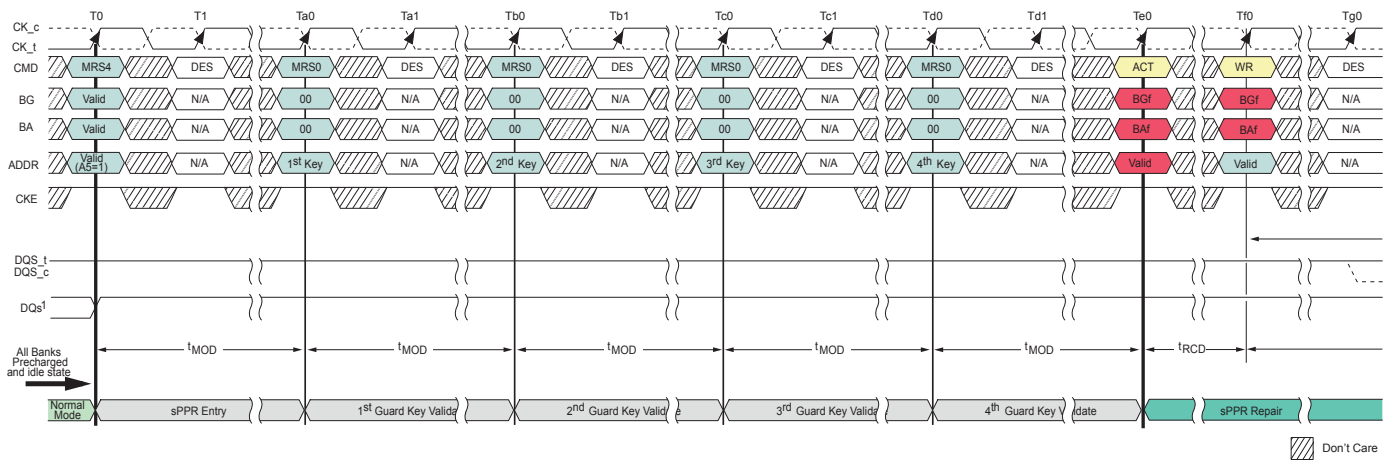 T0 T1 Ta0 Ta1 Tb0 Tb1 Tc0 Tc1 Td0 Td1 Te0 Tf0 Tg0
CK_c
CK_t
CMD MRS4 DES MRS0 DES MRS0 DES MRS0 DES MRS0 DES ACT WR DES
BG Valid N/A 00 N/A 00 N/A 00 N/A 00 N/A BGf BGf N/A
BA Valid N/A 00 N/A 00 N/A 00 N/A 00 N/A BAf BAf N/A
ADDR Valid (A5=1) N/A 1st Key N/A 2nd Key N/A 3rd Key N/A 4th Key N/A Valid Valid N/A
CKE
DQS_t
DQS_c
DQs1
All Banks
Precharged
and idle state
tMOD tMOD tMOD tMOD tMOD tRCD
Normal
Mode
sPPR Entry 1st Guard Key Valida 2nd Guard Key Valid e 3rd Guard Key Valida 4th Guard Key V idate sPPR Repair
Don't Care